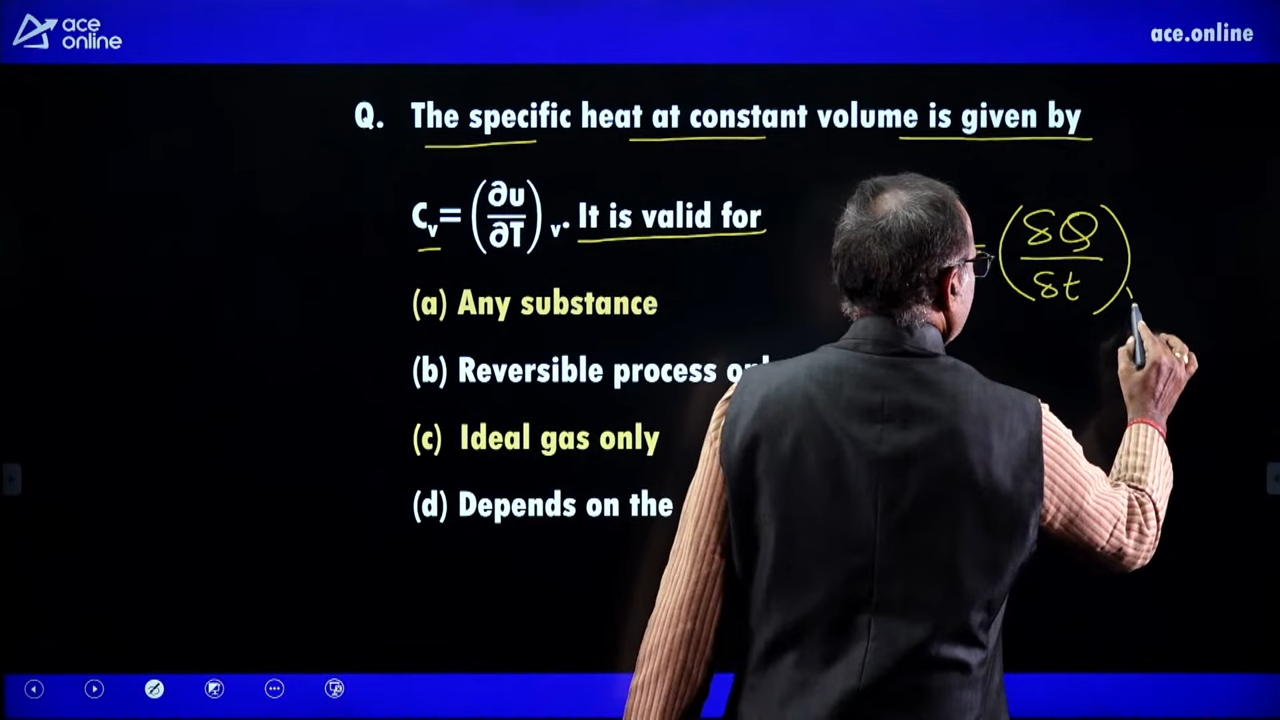 ace
online
ace.online
Q. The specific heat at constant volume is given by
Cv= (∂u/∂T) v. It is valid for
= (δQ/δt)
(a) Any substance
(b) Reversible process
(c) Ideal gas only
(d) Depends on the